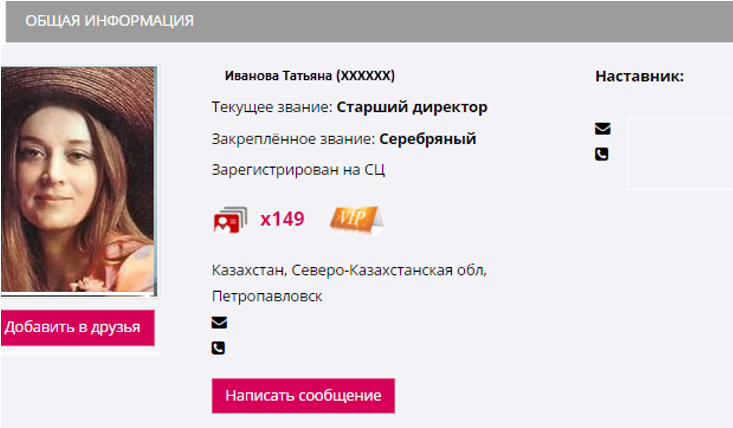 ОБЩАЯ ИНФОРМАЦИЯ
Иванова Татьяна (XXXXXX)
Текущее звание: Старший директор
Закреплённое звание: Серебряный
Зарегистрирован на СЦ
x149
VIP
Казахстан, Северо-Казахстанская обл,
Петропавловск
Добавить в друзья
Написать сообщение
Наставник: